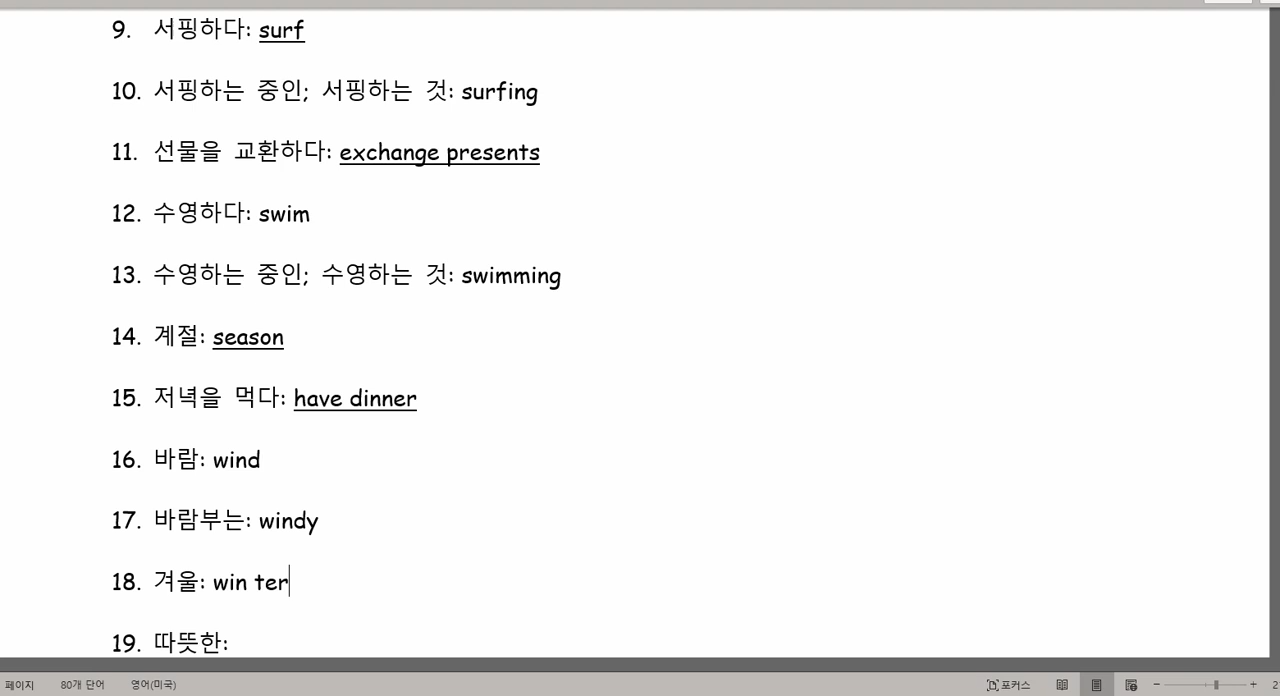 9. 서핑하다: surf
10. 서핑하는 중인; 서핑하는 것: surfing
11. 선물을 교환하다: exchange presents
12. 수영하다: swim
13. 수영하는 중인; 수영하는 것: swimming
14. 계절: season
15. 저녁을 먹다: have dinner
16. 바람: wind
17. 바람부는: windy
18. 겨울: win ter
19. 따뜻한:
페이지 80개 단어 영어(미국) 포커스